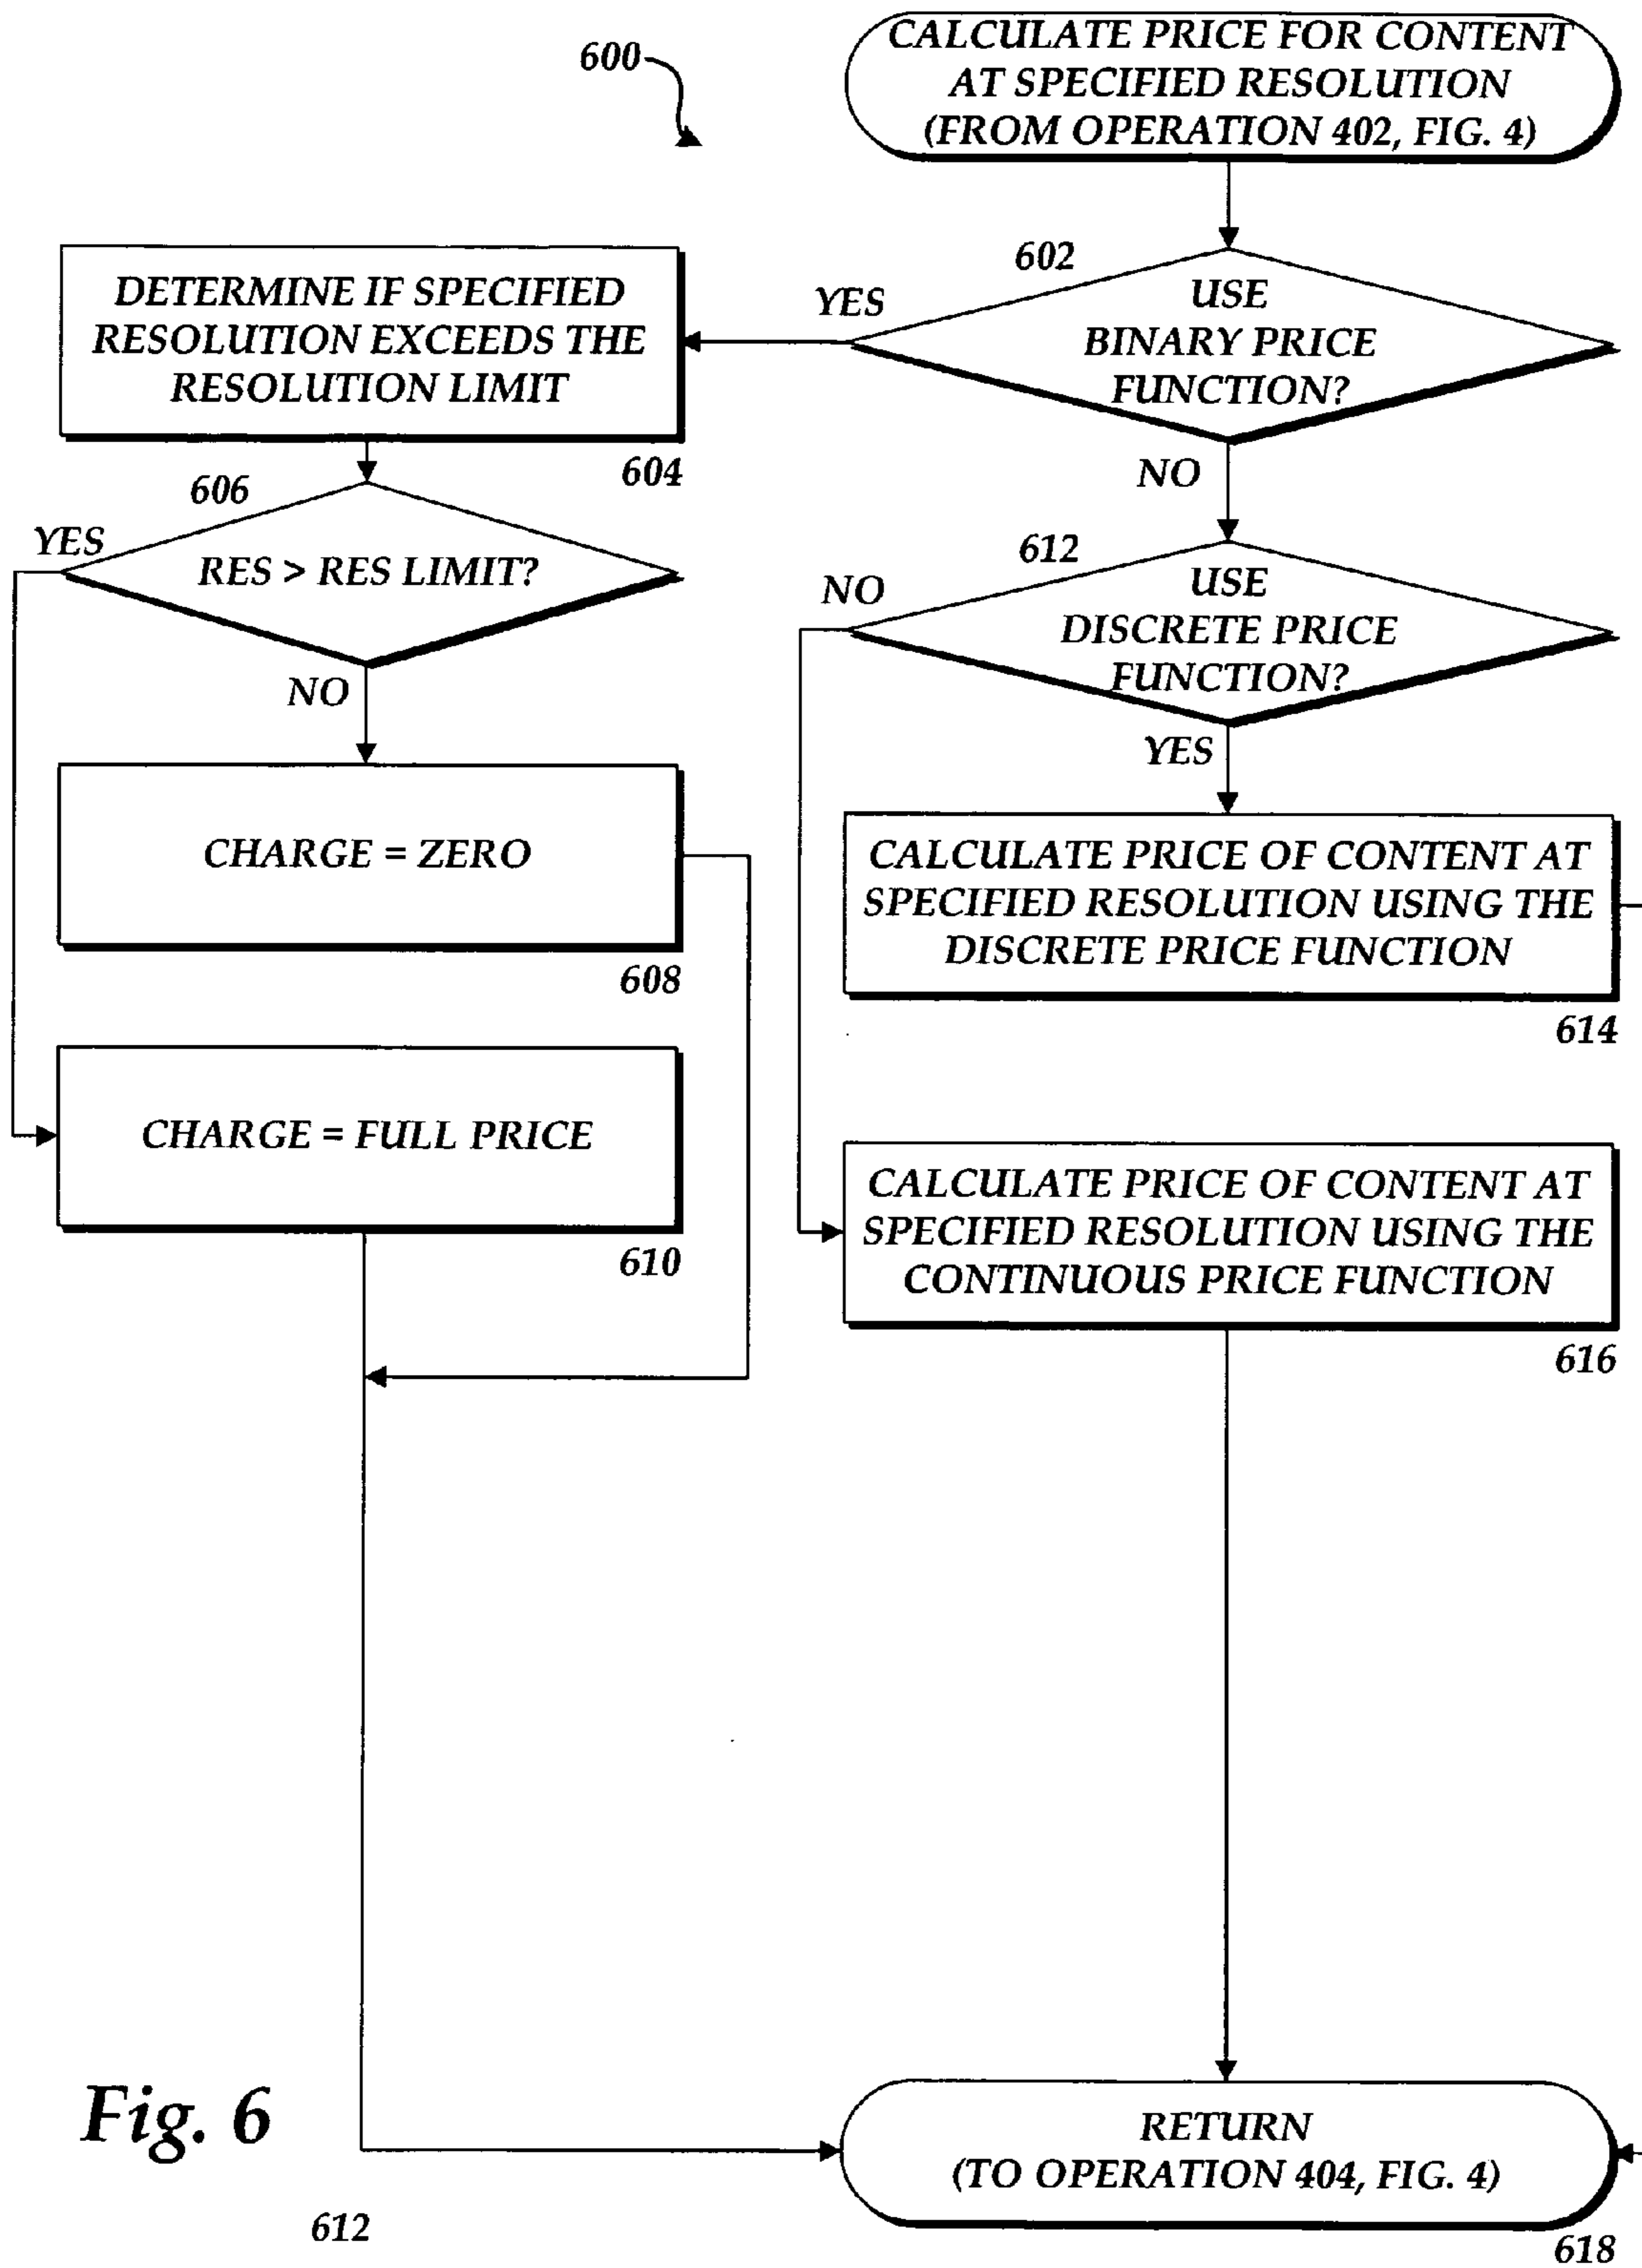 600
CALCULATE PRICE FOR CONTENT
AT SPECIFIED RESOLUTION
(FROM OPERATION 402, FIG. 4)
602
USE
BINARY PRICE
FUNCTION?
YES
NO
DETERMINE IF SPECIFIED
RESOLUTION EXCEEDS THE
RESOLUTION LIMIT
604
606
YES
RES > RES LIMIT?
NO
CHARGE = ZERO
608
CHARGE = FULL PRICE
610
612
NO
USE
DISCRETE PRICE
FUNCTION?
YES
CALCULATE PRICE OF CONTENT AT
SPECIFIED RESOLUTION USING THE
DISCRETE PRICE FUNCTION
614
CALCULATE PRICE OF CONTENT AT
SPECIFIED RESOLUTION USING THE
CONTINUOUS PRICE FUNCTION
616
RETURN
(TO OPERATION 404, FIG. 4)
618
Fig. 6
612